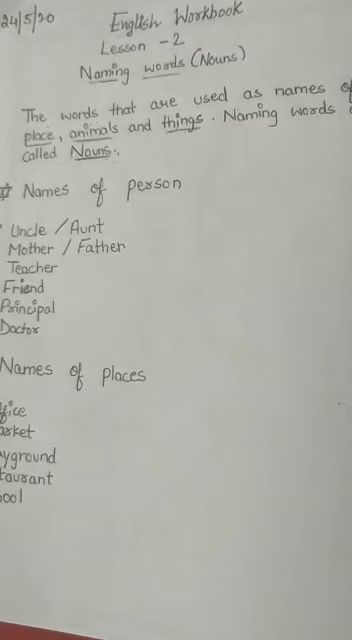 24/5/20
English Workbook
Lesson - 2
Naming words (Nouns)
The words that are used as names of
place, animals and things. Naming words
called Nouns.
Names of person
Uncle / Aunt
Mother / Father
Teacher
Friend
Principal
Doctor
Names of places
fice
arket
yground
taurant
ool